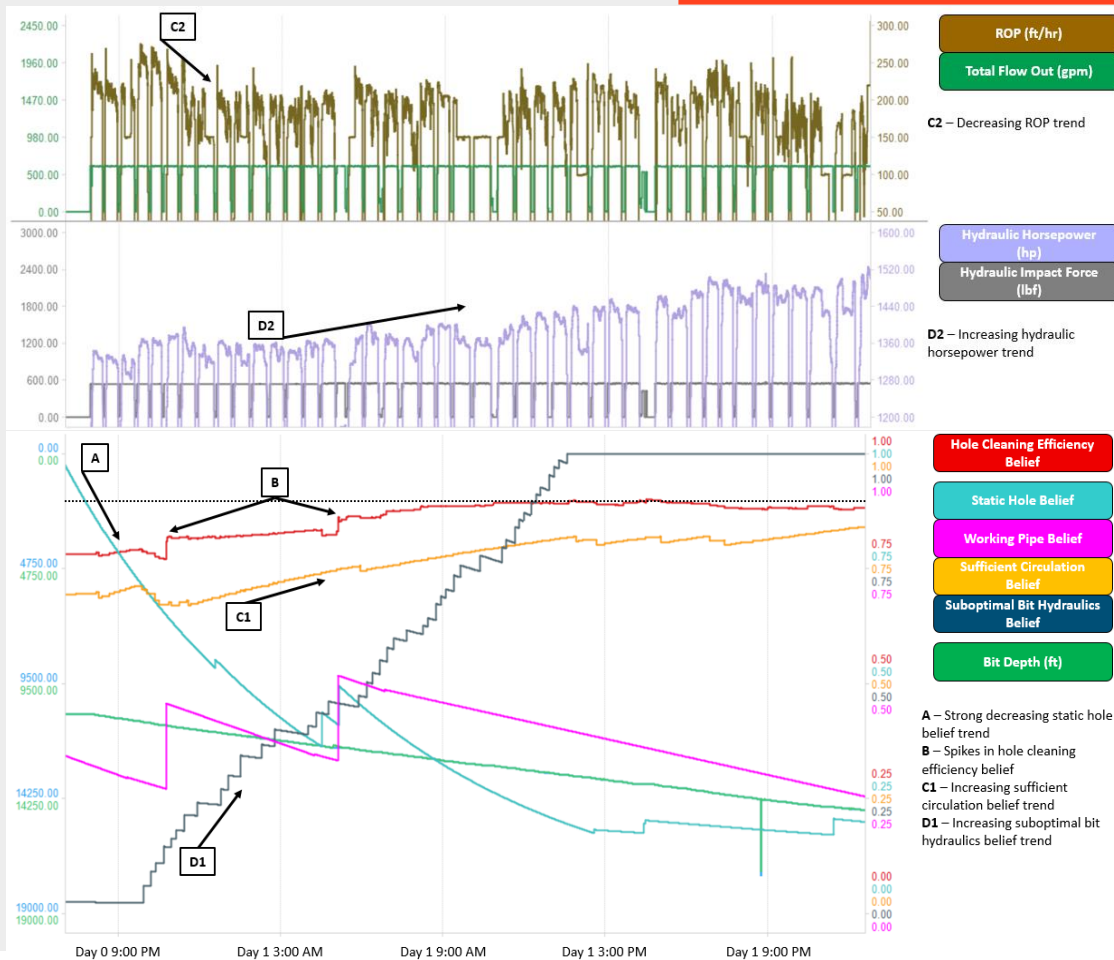 C2
2450.00
1960.00
1470.00
980.00
500.00
0.00
300.00
250.00
200.00
150.00
100.00
50.00
ROP (ft/hr)
Total Flow Out (gpm)
C2 – Decreasing ROP trend
3000.00
2400.00
1800.00
1200.00
600.00
0.00
D2
1600.00
1520.00
1440.00
1360.00
1280.00
1200.00
Hydraulic Horsepower
(hp)
Hydraulic Impact Force
(lbf)
D2 – Increasing hydraulic
horsepower trend
0.00
0.00
4750.00
4750.00
9500.00
9500.00
14250.00
14250.00
19000.00
19000.00
A
B
C1
D1
1.00
1.00
1.00
1.00
1.00
0.75
0.75
0.75
0.75
0.75
0.50
0.50
0.50
0.50
0.50
0.25
0.25
0.25
0.25
0.25
0.00
0.00
0.00
0.00
0.00
Hole Cleaning Efficiency
Belief
Static Hole Belief
Working Pipe Belief
Sufficient Circulation
Belief
Suboptimal Bit Hydraulics
Belief
Bit Depth (ft)
A – Strong decreasing static hole
belief trend
B – Spikes in hole cleaning
efficiency belief
C1 – Increasing sufficient
circulation belief trend
D1 – Increasing suboptimal bit
hydraulics belief trend
Day 0 9:00 PM
Day 1 3:00 AM
Day 1 9:00 AM
Day 1 3:00 PM
Day 1 9:00 PM